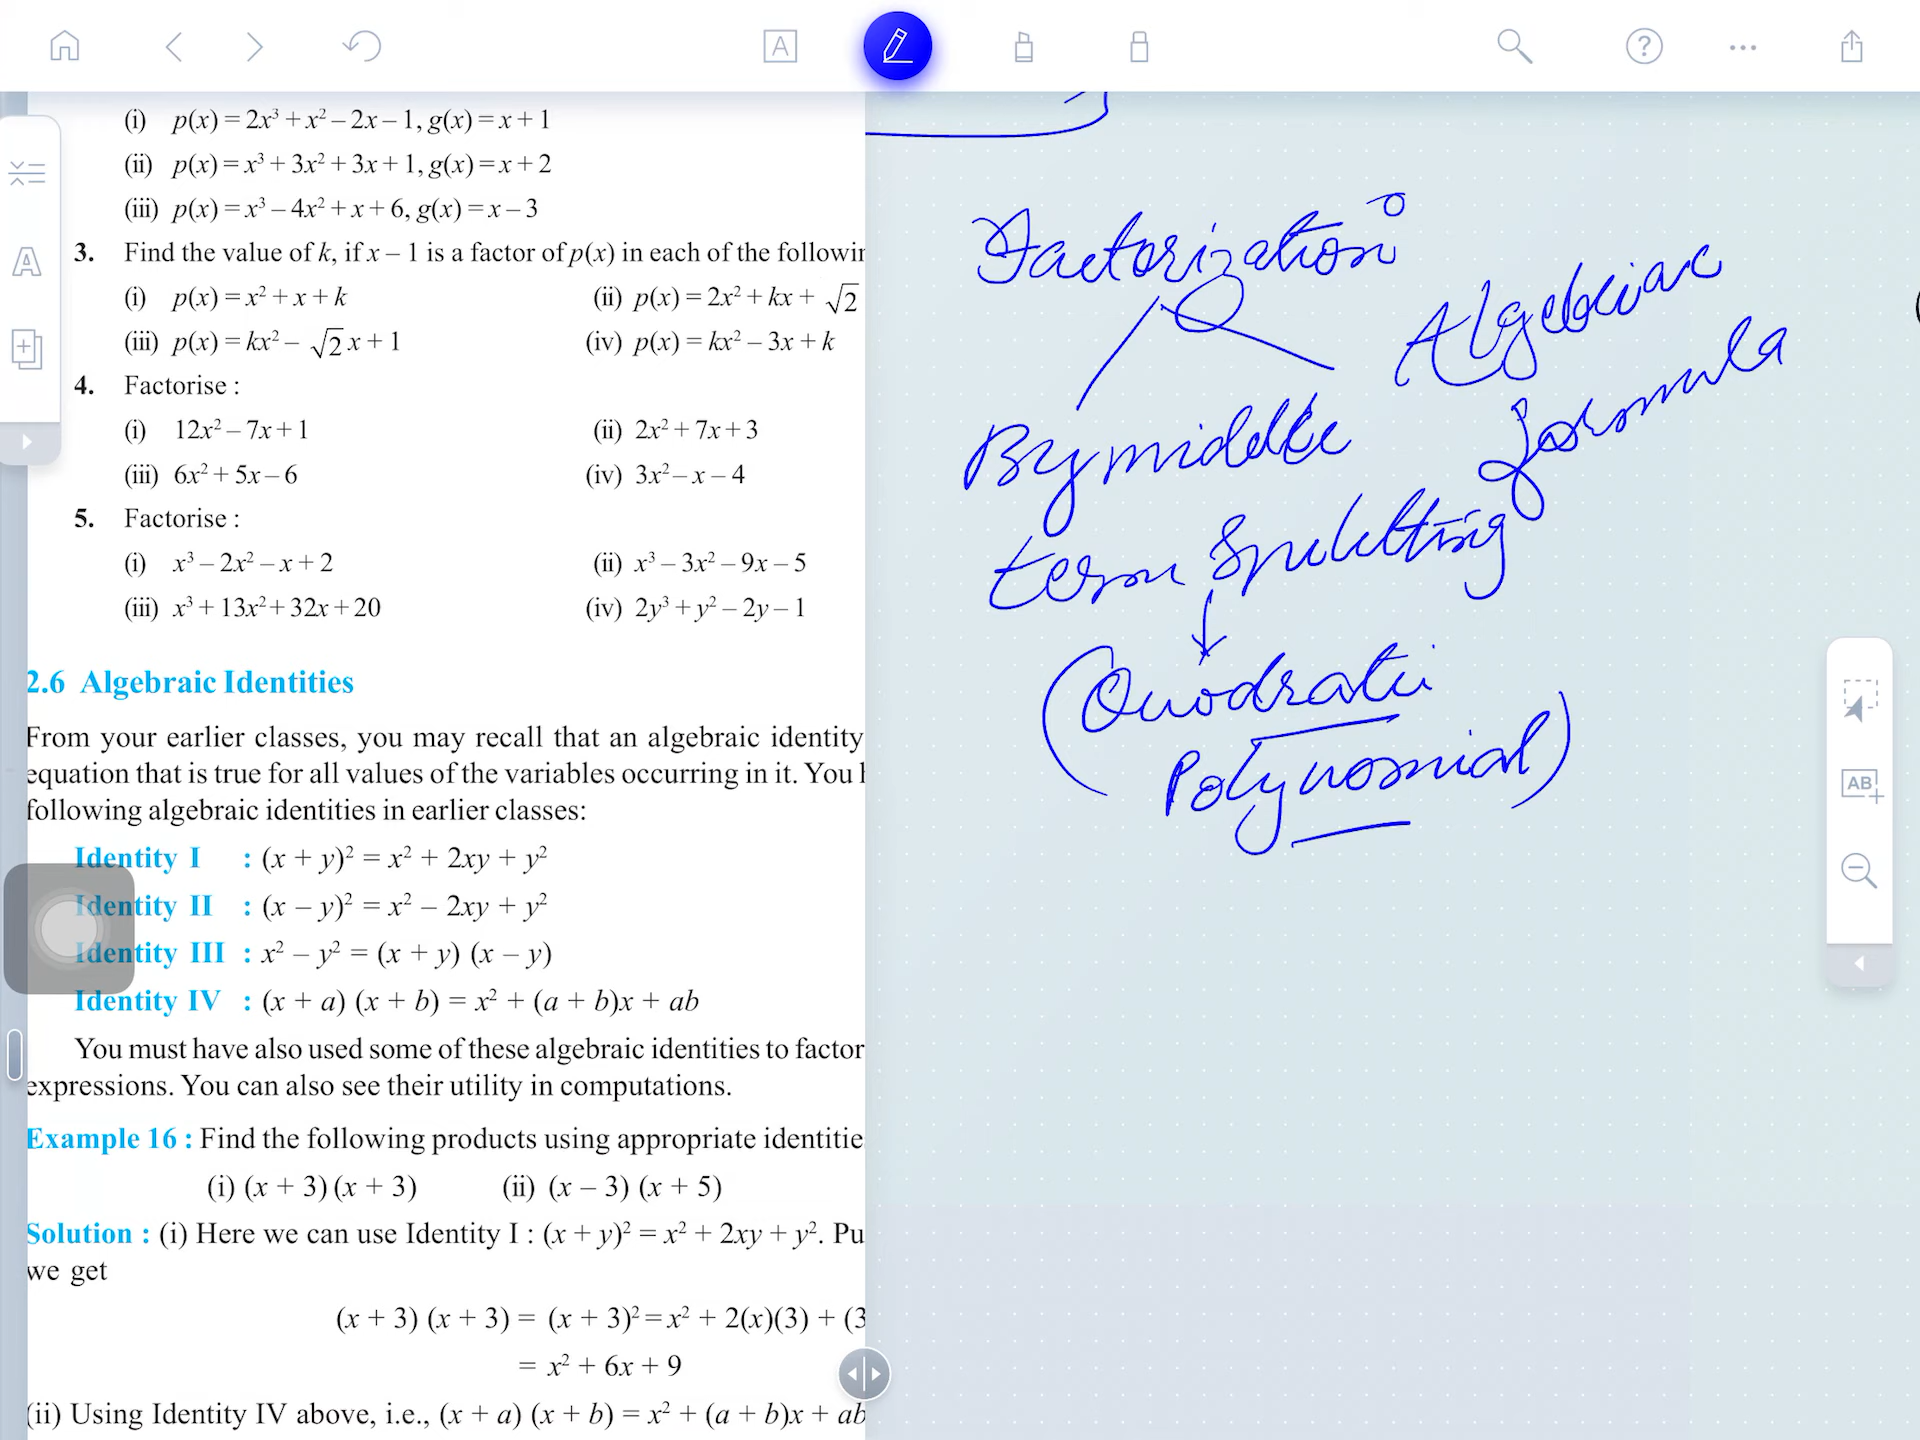 (i) p(x) = 2x³ + x² – 2x – 1, g(x) = x + 1
(ii) p(x) = x³ + 3x² + 3x + 1, g(x) = x + 2
(iii) p(x) = x³ – 4x² + x + 6, g(x) = x – 3
3. Find the value of k, if x – 1 is a factor of p(x) in each of the followin
(i) p(x) = x² + x + k (ii) p(x) = 2x² + kx + √2
(iii) p(x) = kx² – √2 x + 1 (iv) p(x) = kx² – 3x + k
4. Factorise :
(i) 12x² – 7x + 1 (ii) 2x² + 7x + 3
(iii) 6x² + 5x – 6 (iv) 3x² – x – 4
5. Factorise :
(i) x³ – 2x² – x + 2 (ii) x³ – 3x² – 9x – 5
(iii) x³ + 13x² + 32x + 20 (iv) 2y³ + y² – 2y – 1
2.6 Algebraic Identities
From your earlier classes, you may recall that an algebraic identity
equation that is true for all values of the variables occurring in it. You
following algebraic identities in earlier classes:
Identity I : (x + y)² = x² + 2xy + y²
Identity II : (x – y)² = x² – 2xy + y²
Identity III : x² – y² = (x + y) (x – y)
Identity IV : (x + a) (x + b) = x² + (a + b)x + ab
You must have also used some of these algebraic identities to factor
expressions. You can also see their utility in computations.
Example 16 : Find the following products using appropriate identitie
(i) (x + 3) (x + 3) (ii) (x – 3) (x + 5)
Solution : (i) Here we can use Identity I : (x + y)² = x² + 2xy + y². Pu
we get
(x + 3) (x + 3) = (x + 3)² = x² + 2(x)(3) + (3
= x² + 6x + 9
(ii) Using Identity IV above, i.e., (x + a) (x + b) = x² + (a + b)x + ab
Factorization
Algebraic
formula
By middle
term
(
Polynomial)
A
A
AB